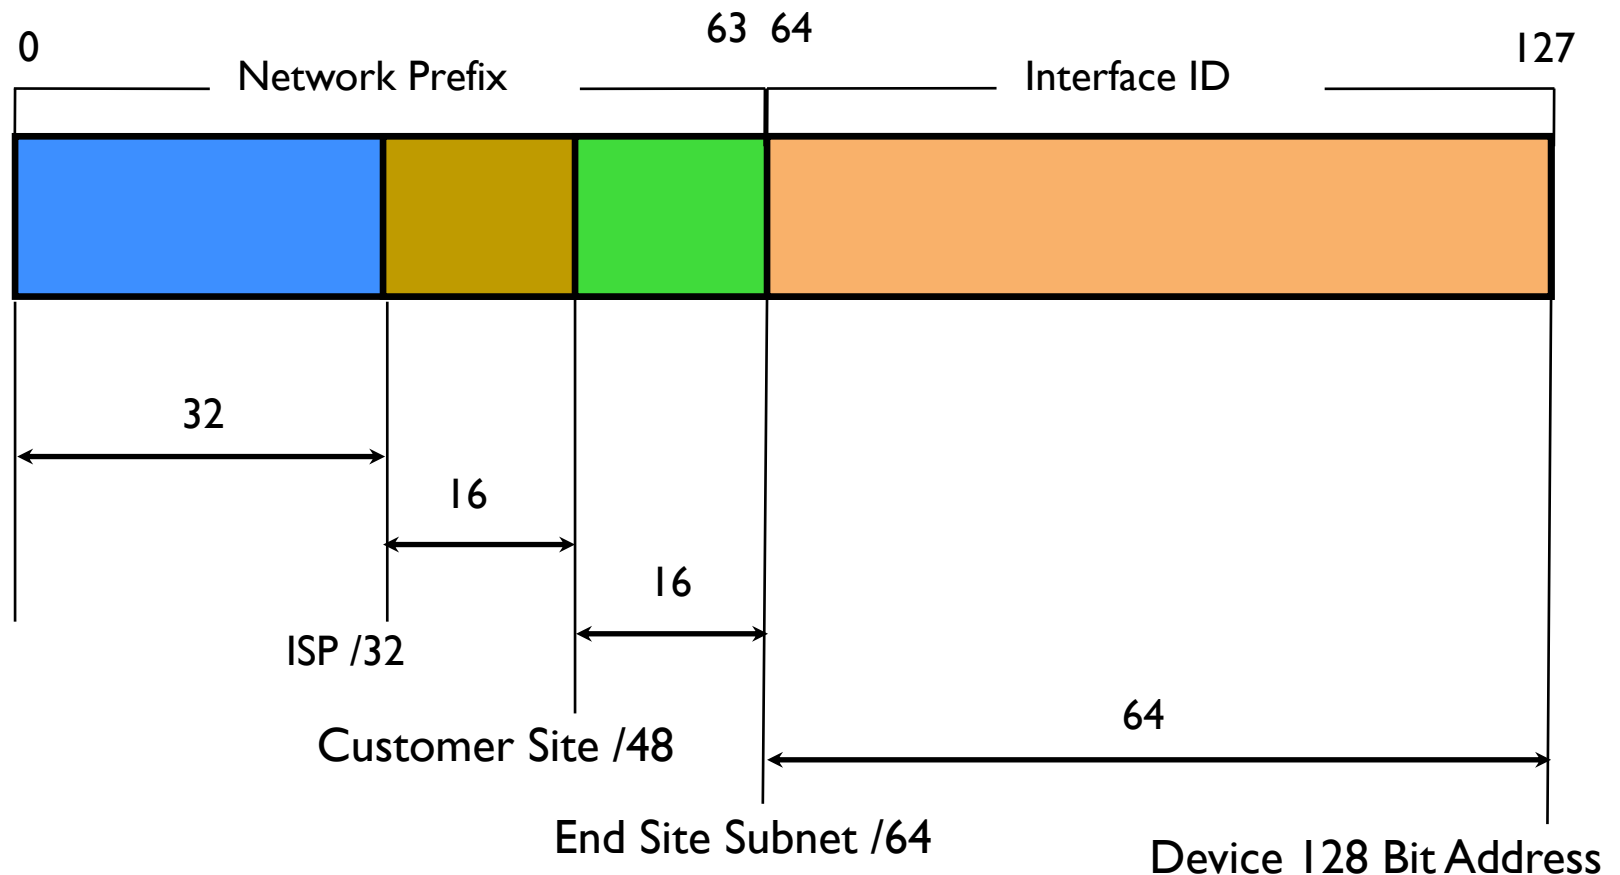 0
63 64
127
Network Prefix
Interface ID
32
16
16
ISP /32
64
Customer Site /48
End Site Subnet /64
Device 128 Bit Address